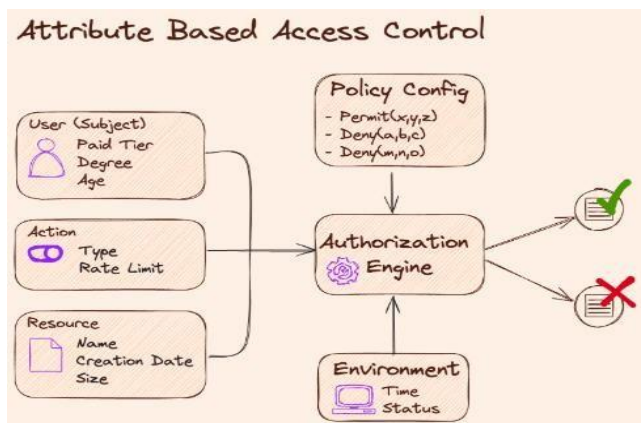 Attribute Based Access Control
User (Subject)
Paid Tier
Degree
Age
Action
Type
Rate Limit
Resource
Name
Creation Date
Size
Policy Config
- Permit(x,y,z)
- Deny(a,b,c)
- Deny(m,n,o)
Authorization
Engine
Environment
Time
Status